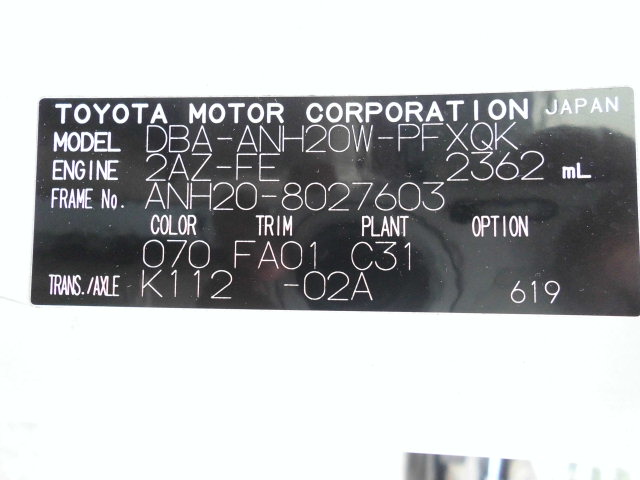 TOYOTA MOTOR CORPORATION JAPAN
MODEL DBA-ANH20W-PFXQK
ENGINE 2AZ-FE 2362 mL
FRAME No. ANH20-8027603
COLOR TRIM PLANT OPTION
070 FA01 C31
TRANS./AXLE K112 -02A 619